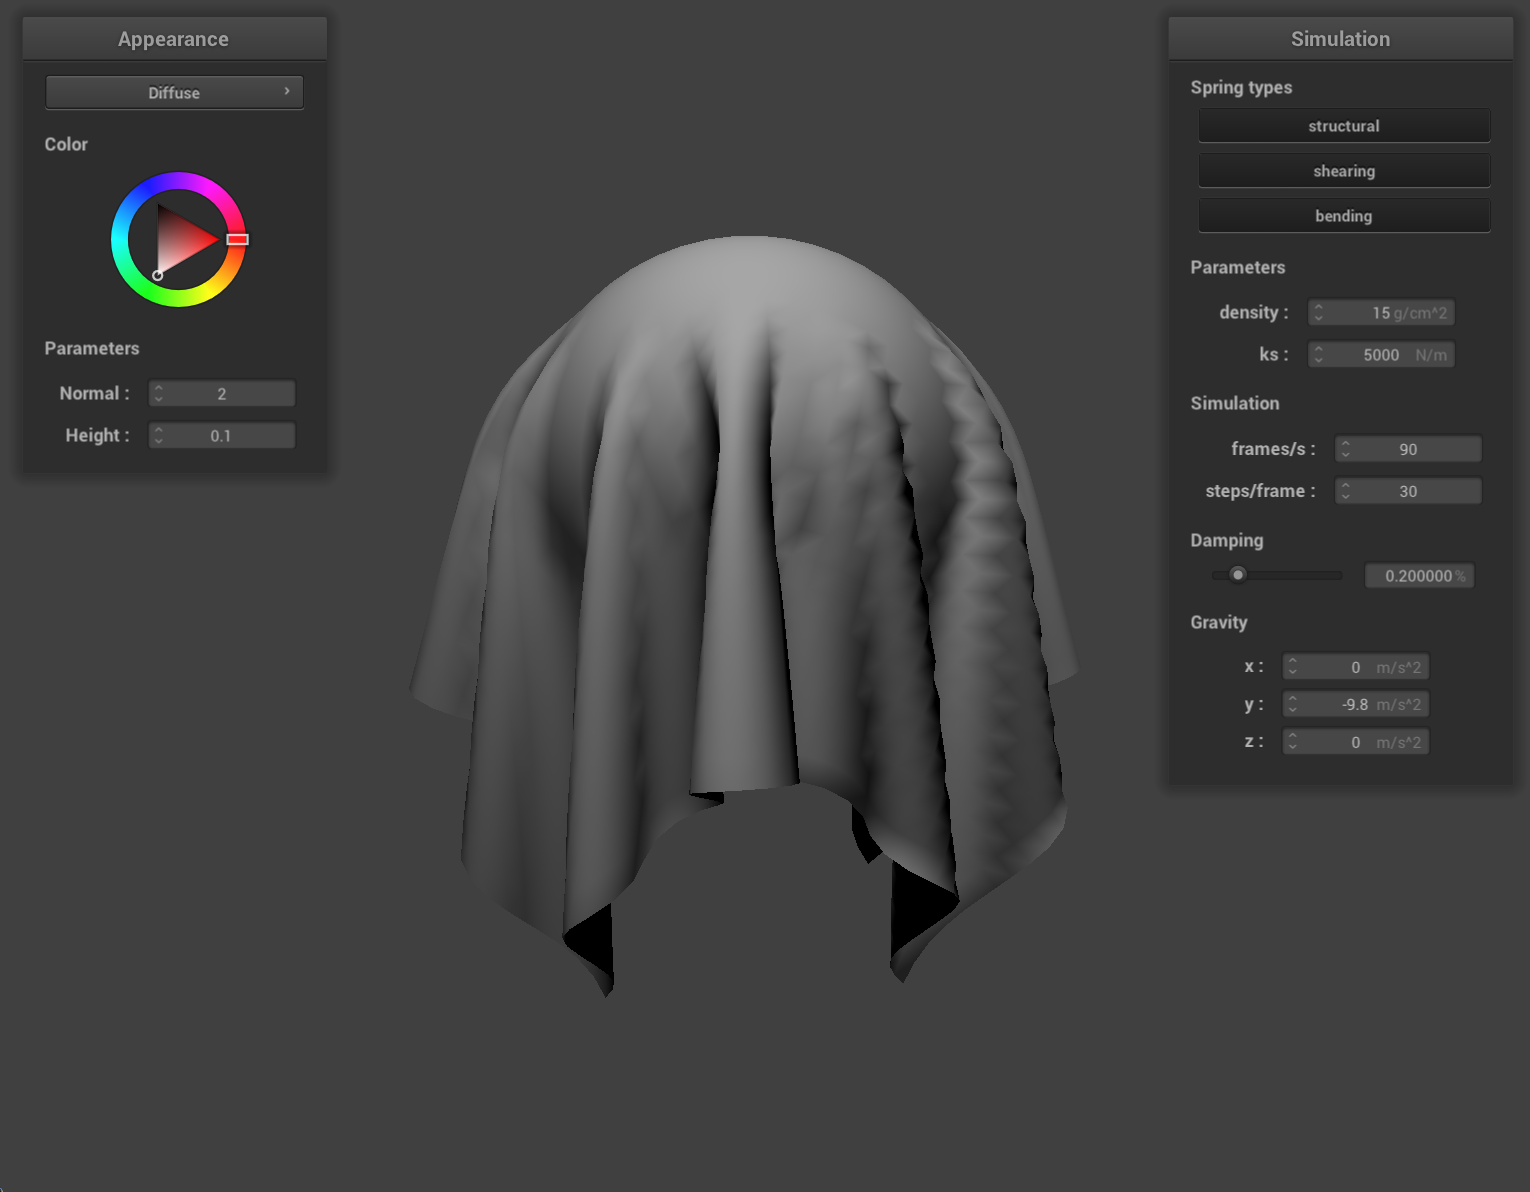 Appearance
Diffuse ›
Color
Parameters
Normal : 2
Height : 0.1
Simulation
Spring types
structural
shearing
bending
Parameters
density : 15 g/cm^2
ks : 5000 N/m
Simulation
frames/s : 90
steps/frame : 30
Damping
0.200000 %
Gravity
x : 0 m/s^2
y : -9.8 m/s^2
z : 0 m/s^2